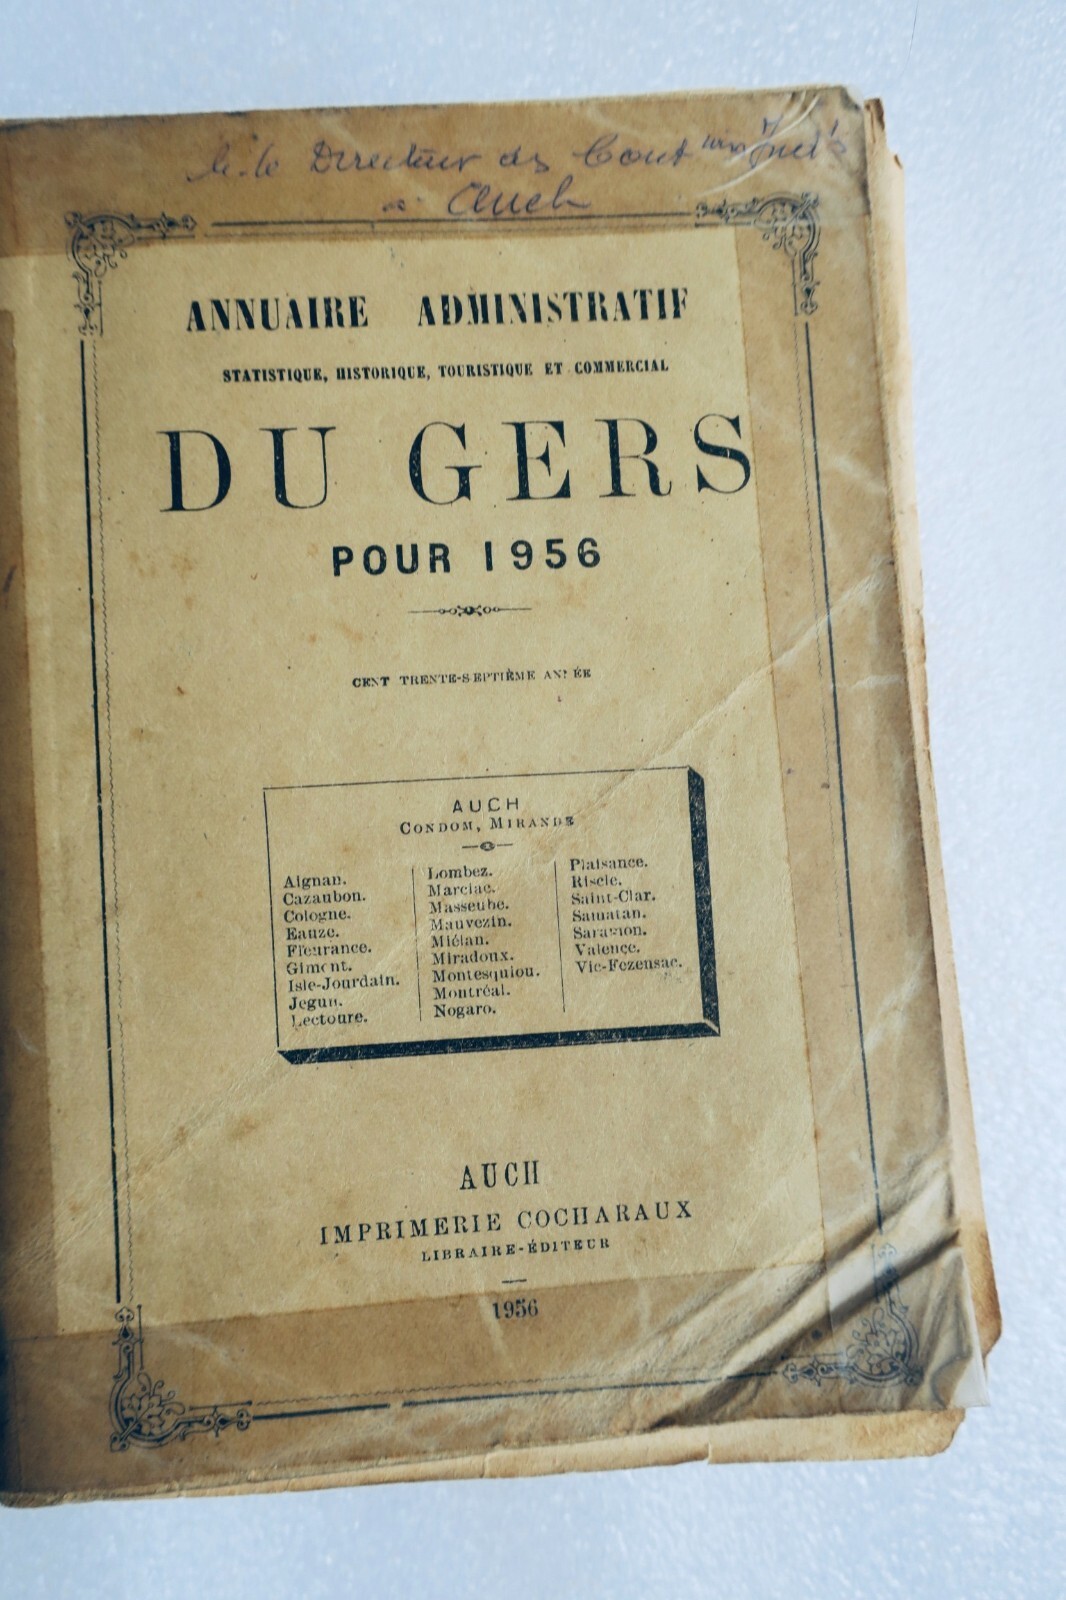 Le Directeur des Cont
à Auch
ANNUAIRE ADMINISTRATIF
STATISTIQUE, HISTORIQUE, TOURISTIQUE ET COMMERCIAL
DU GERS
POUR 1956
CENT TRENTE-SEPTIÈME ANNÉE
AUCH
CONDOM, MIRANDE
Aignan.
Cazaubon.
Cologne.
Eauze.
Fleurance.
Gimont.
Isle-Jourdain.
Jegun.
Lectoure.
Lombez.
Marciac.
Masseube.
Mauvezin.
Miélan.
Miradoux.
Montesquiou.
Montréal.
Nogaro.
Plaisance.
Riscle.
Saint-Clar.
Samatan.
Saramon.
Valence.
Vic-Fezensac.
AUCH
IMPRIMERIE COCHARAUX
LIBRAIRE-ÉDITEUR
1956